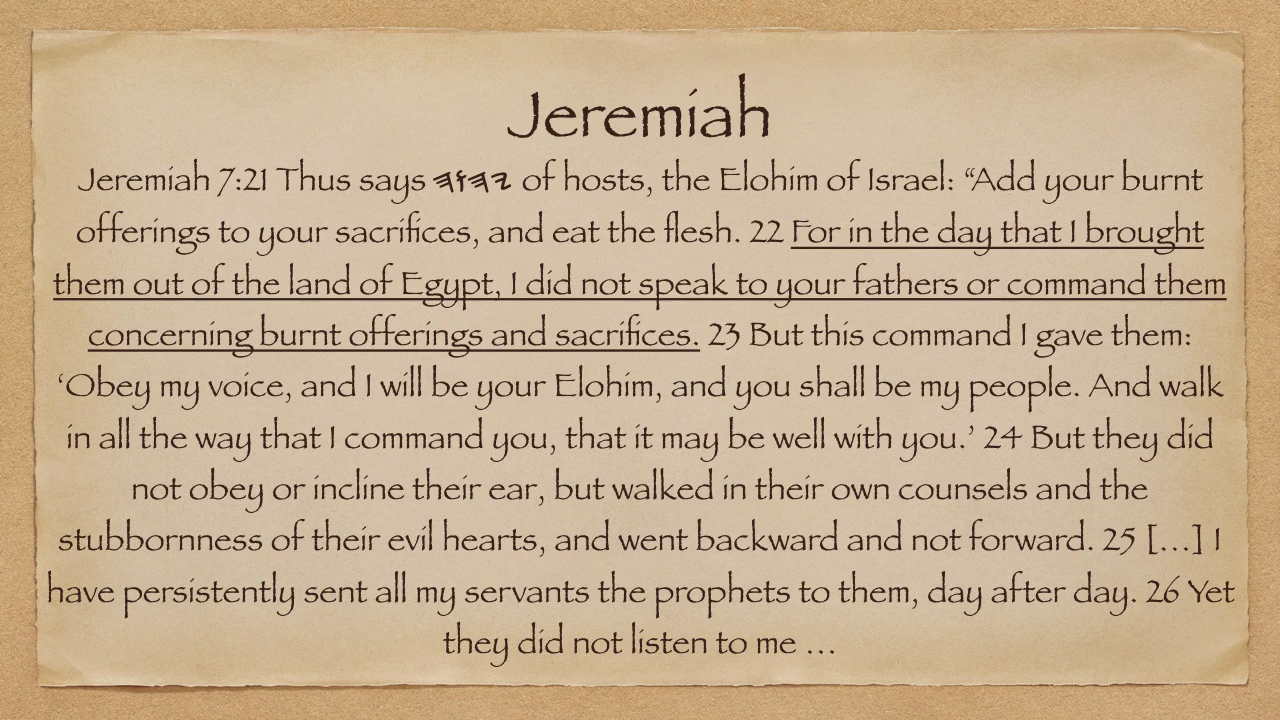 Jeremiah
Jeremiah 7:21 Thus says 𐤉𐤄𐤅𐤄 of hosts, the Elohim of Israel: “Add your burnt
offerings to your sacrifices, and eat the flesh. 22 For in the day that I brought
them out of the land of Egypt, I did not speak to your fathers or command them
concerning burnt offerings and sacrifices. 23 But this command I gave them:
‘Obey my voice, and I will be your Elohim, and you shall be my people. And walk
in all the way that I command you, that it may be well with you.’ 24 But they did
not obey or incline their ear, but walked in their own counsels and the
stubbornness of their evil hearts, and went backward and not forward. 25 […] I
have persistently sent all my servants the prophets to them, day after day. 26 Yet
they did not listen to me …